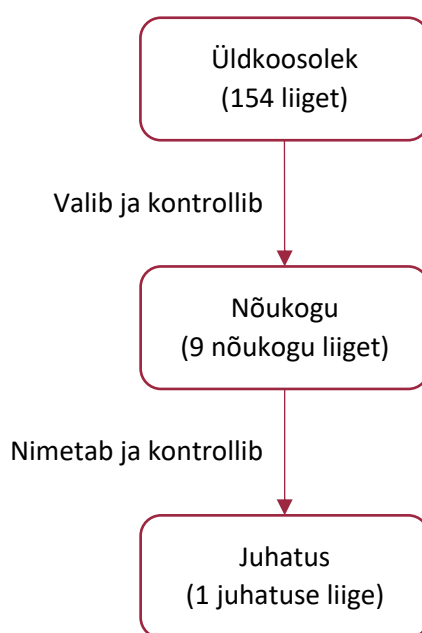 Üldkoosolek
(154 liiget)
Valib ja kontrollib
Nõukogu
(9 nõukogu liiget)
Nimetab ja kontrollib
Juhatus
(1 juhatuse liige)